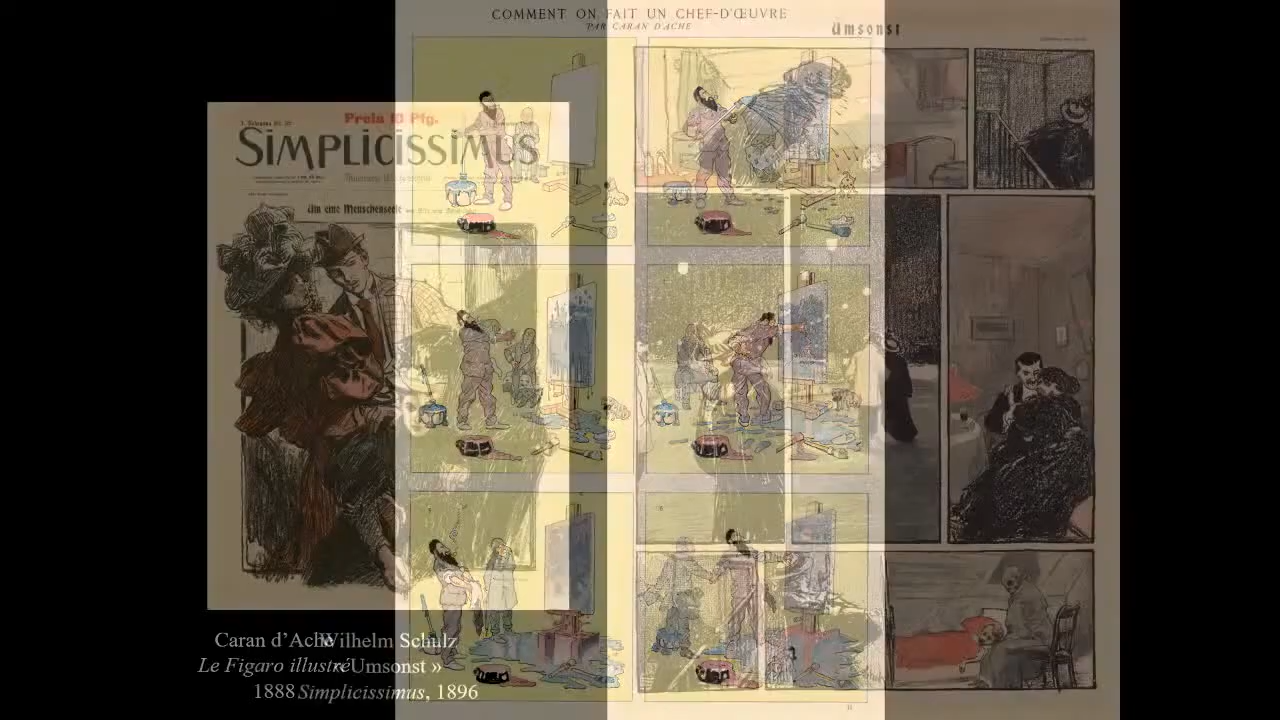 COMMENT ON FAIT UN CHEF-D'ŒUVRE
PAR CARAN D'ACHE
Umsonst
Preis 10 Pfg.
SIMPLICISSIMUS
Um eine Menschenseele
Caran d'Ache
Le Figaro illustré
1888
Wilhelm Schulz
« Umsonst »
Simplicissimus, 1896